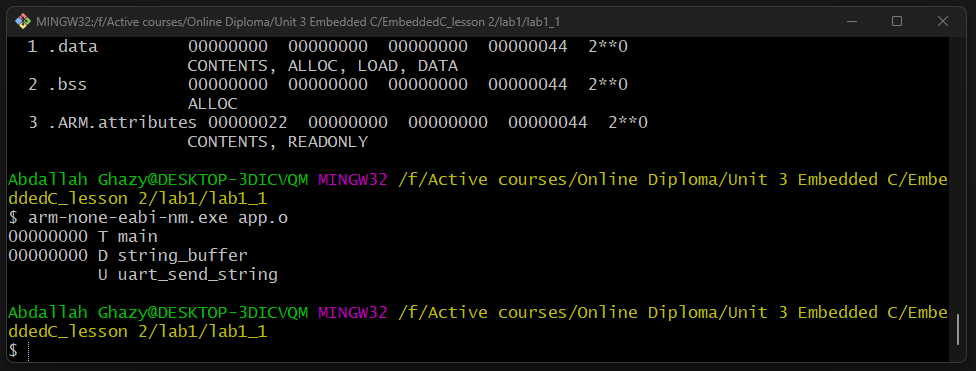 MINGW32:/f/Active courses/Online Diploma/Unit 3 Embedded C/EmbeddedC_lesson 2/lab1/lab1_1
1 .data 00000000 00000000 00000000 00000044 2**0
CONTENTS, ALLOC, LOAD, DATA
2 .bss 00000000 00000000 00000000 00000044 2**0
ALLOC
3 .ARM.attributes 00000022 00000000 00000000 00000044 2**0
CONTENTS, READONLY
Abdallah Ghazy@DESKTOP-3DICVQM MINGW32 /f/Active courses/Online Diploma/Unit 3 Embedded C/Embe
ddedC_lesson 2/lab1/lab1_1
$ arm-none-eabi-nm.exe app.o
00000000 T main
00000000 D string_buffer
U uart_send_string
Abdallah Ghazy@DESKTOP-3DICVQM MINGW32 /f/Active courses/Online Diploma/Unit 3 Embedded C/Embe
ddedC_lesson 2/lab1/lab1_1
$